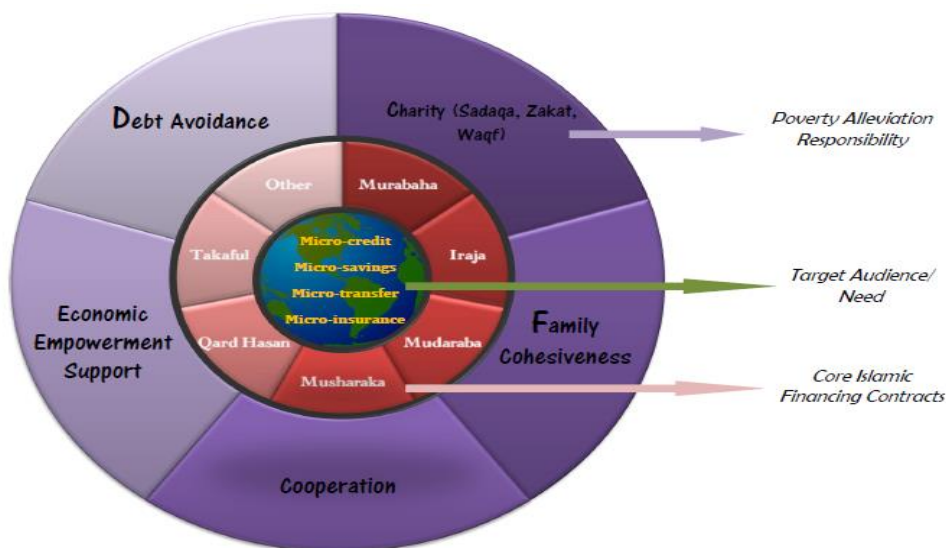 Debt Avoidance
Charity (Sadaqa, Zakat,
Waqf)
Poverty Alleviation
Responsibility
Other
Murabaha
Takaful
Iraja
Micro-credit
Micro-savings
Micro-transfer
Micro-insurance
Target Audience/
Need
Economic
Empowerment
Support
Qard Hasan
Mudaraba
Family
Cohesiveness
Musharaka
Core Islamic
Financing Contracts
Cooperation